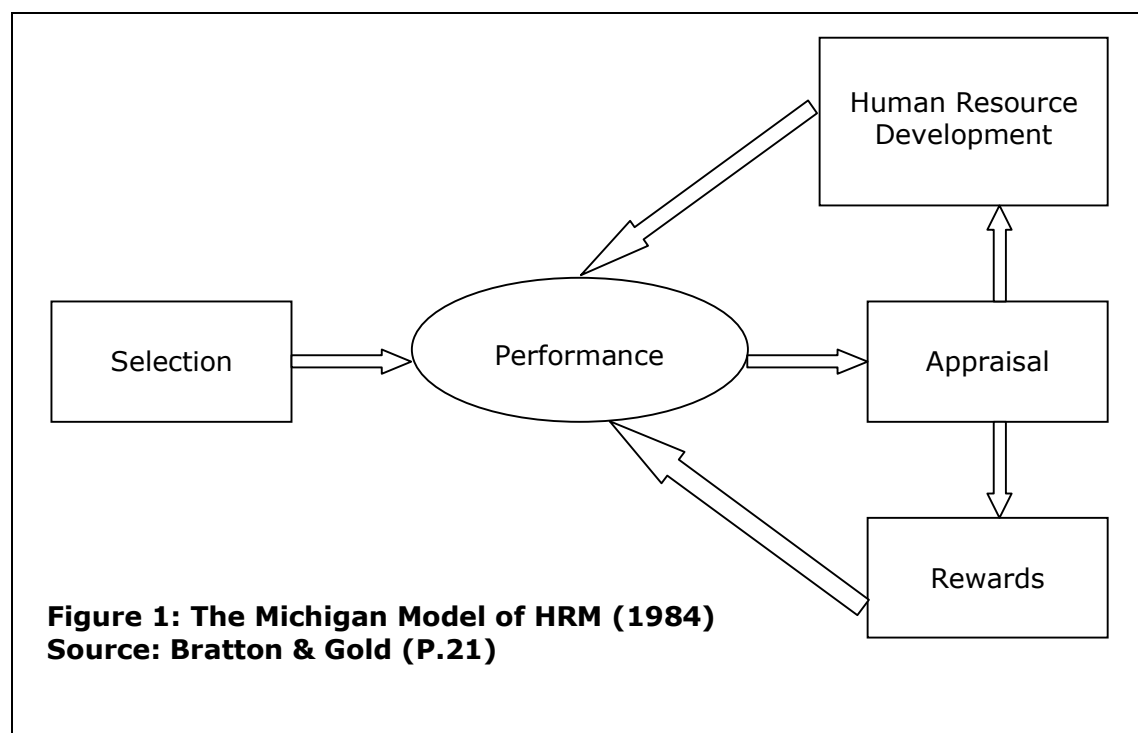 Human Resource
Development
Selection
Performance
Appraisal
Rewards
Figure 1: The Michigan Model of HRM (1984)
Source: Bratton & Gold (P.21)